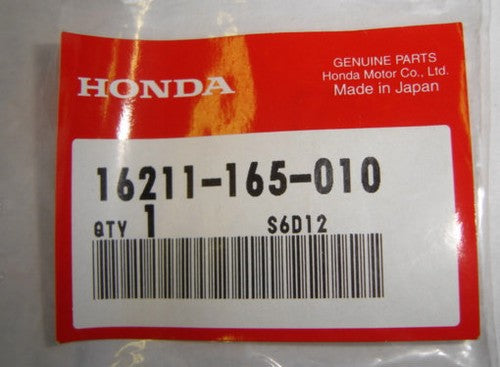 HONDA
GENUINE PARTS
Honda Motor Co., Ltd.
Made in Japan
16211-165-010
QTY 1 S6D12